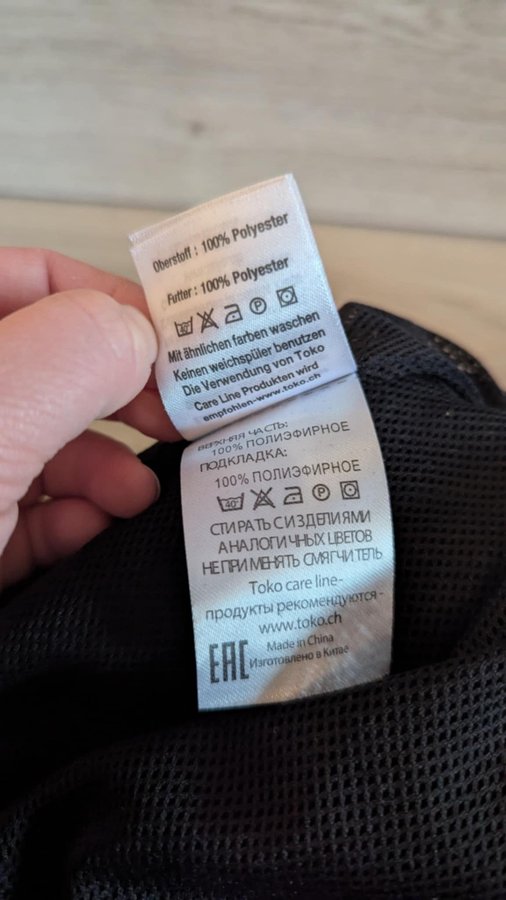 Oberstoff : 100% Polyester
Futter : 100% Polyester
40°
Mit ähnlichen farben waschen
Keinen weichspüler benutzen
Die Verwendung von Toko
Care Line Produkten wird
empfohlen-www.toko.ch
ВЕРХНЯЯ ЧАСТЬ:
100% ПОЛИЭФИРНОЕ
ПОДКЛАДКА:
100% ПОЛИЭФИРНОЕ
40° P
СТИРАТЬ С ИЗДЕЛИЯМИ
АНАЛОГИЧНЫХ ЦВЕТОВ
НЕ ПРИМЕНЯТЬ СМЯГЧИТЕЛЬ
Toko care line-
продукты рекомендуются -
www.toko.ch
EAC Made in China
Изготовлено в Китае